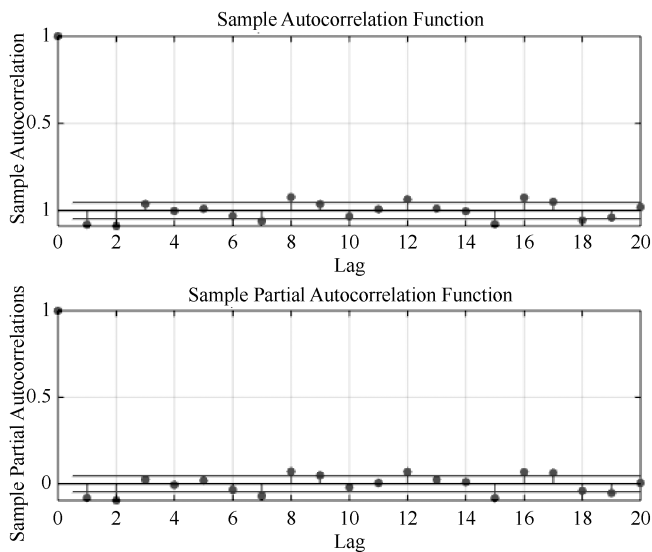 Sample Autocorrelation Function
Sample Autocorrelation
1
0.5
1
0 2 4 6 8 10 12 14 16 18 20
Lag
Sample Partial Autocorrelation Function
Sample Partial Autocorrelations
1
0.5
0
0 2 4 6 8 10 12 14 16 18 20
Lag